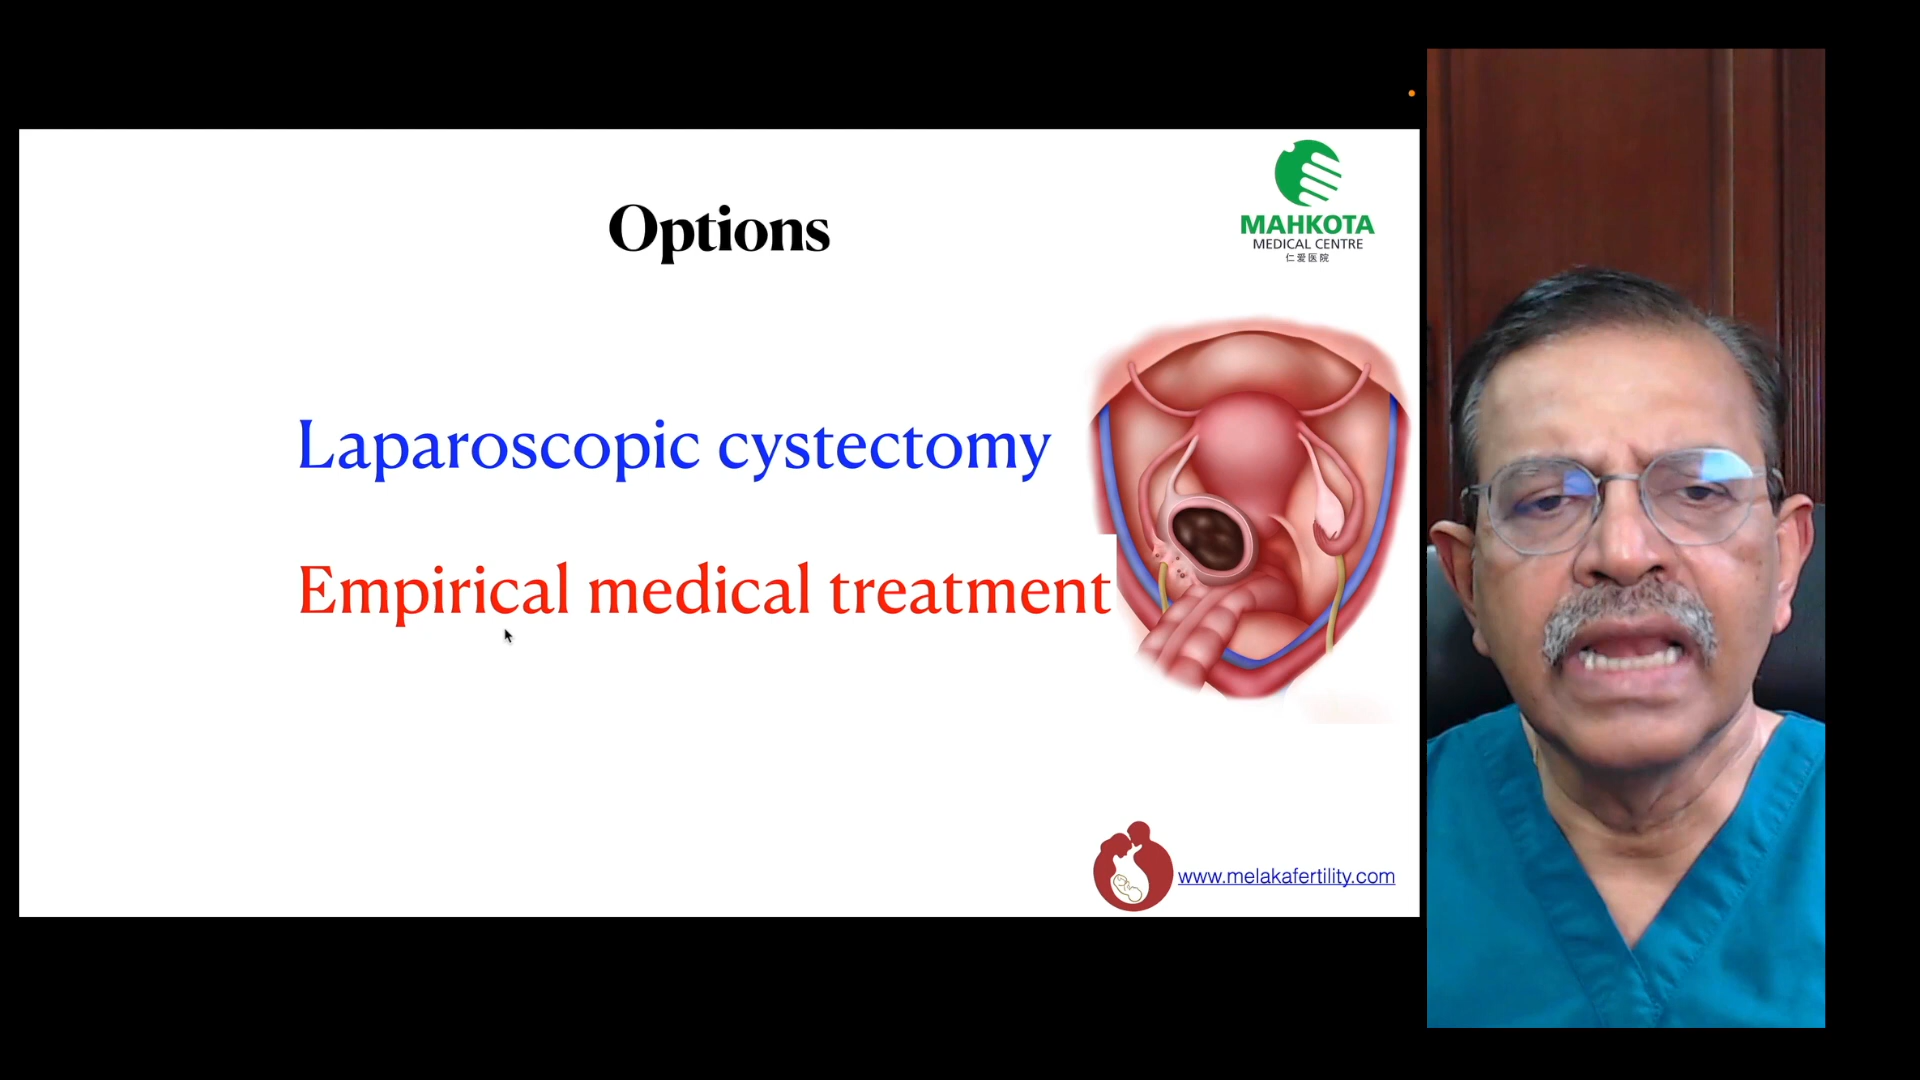 Options
MAHKOTA
MEDICAL CENTRE
仁爱医院
Laparoscopic cystectomy
Empirical medical treatment
www.melakafertility.com